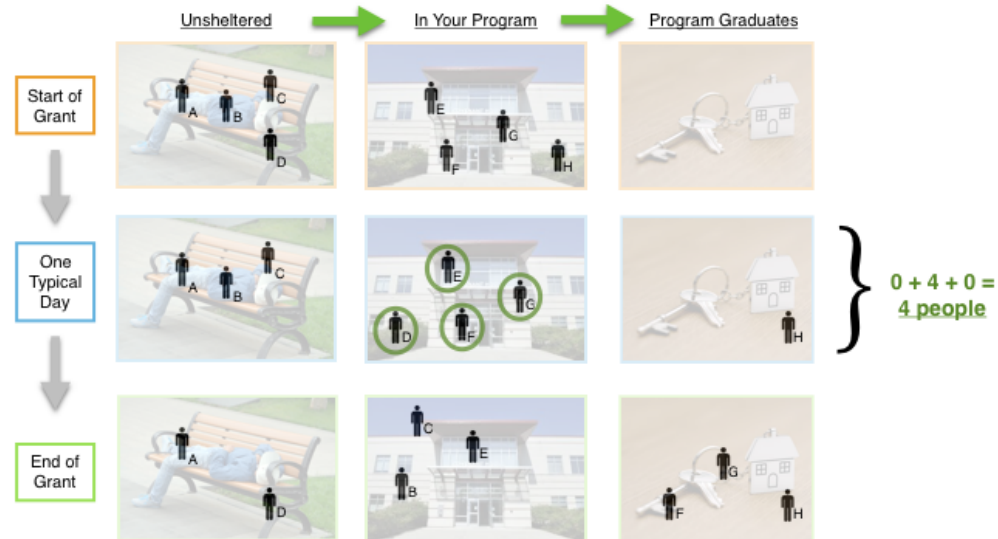 Unsheltered
In Your Program
Program Graduates
Start of
Grant
A
B
C
D
E
G
F
H
One
Typical
Day
A
B
C
E
G
D
F
H
0 + 4 + 0 =
4 people
End of
Grant
A
D
C
E
B
G
F
H